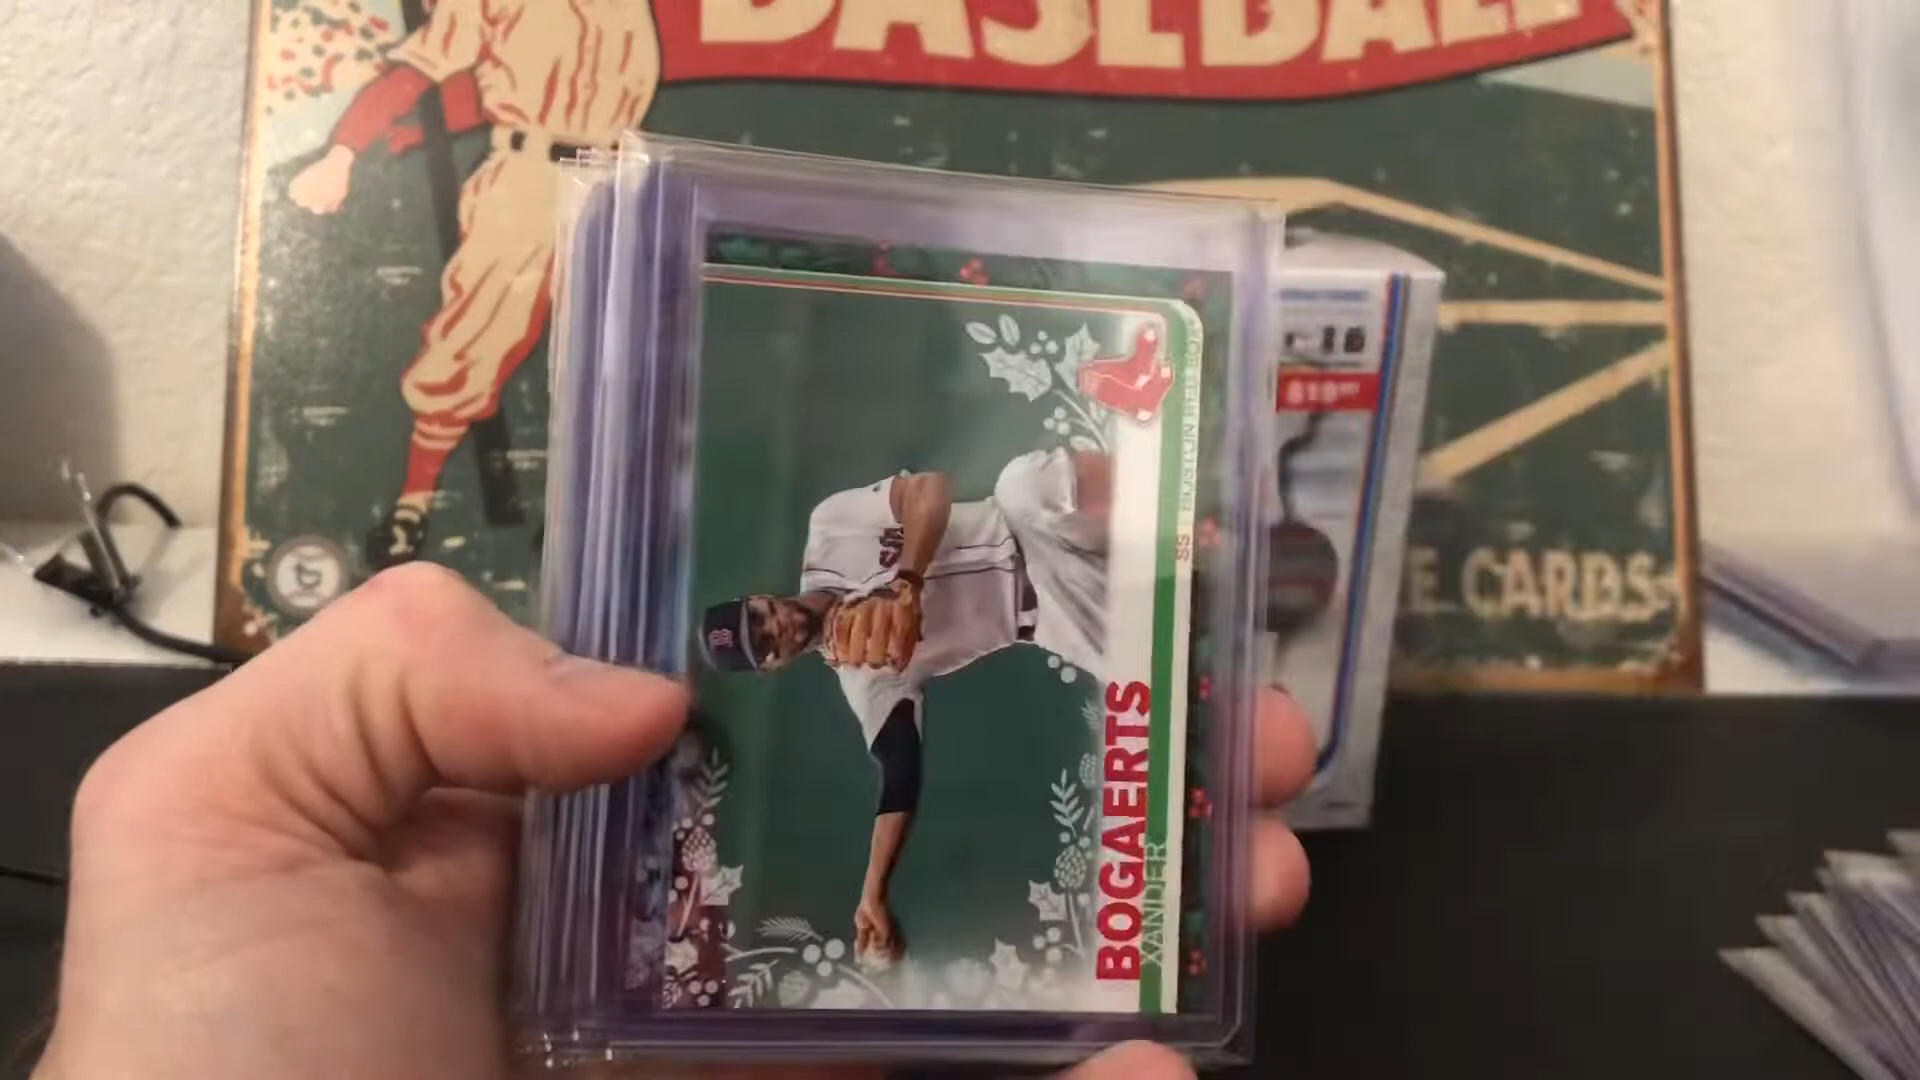 BASEBALL
BOSTON RED SOX
SS
BOGAERTS
XANDER
E CARDS